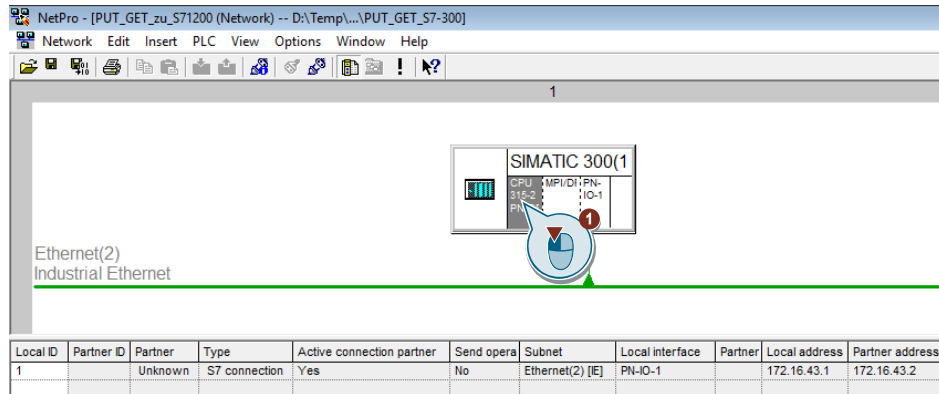 NetPro - [PUT_GET_zu_S71200 (Network) -- D:\Temp\...\PUT_GET_S7-300]
Network Edit Insert PLC View Options Window Help
1
SIMATIC 300(1
CPU MPI/DP PN-
315-2 IO-1
1
Ethernet(2)
Industrial Ethernet
Local ID Partner ID Partner Type Active connection partner Send opera Subnet Local interface Partner Local address Partner address
1 Unknown S7 connection Yes No Ethernet(2) [IE] PN-IO-1 172.16.43.1 172.16.43.2